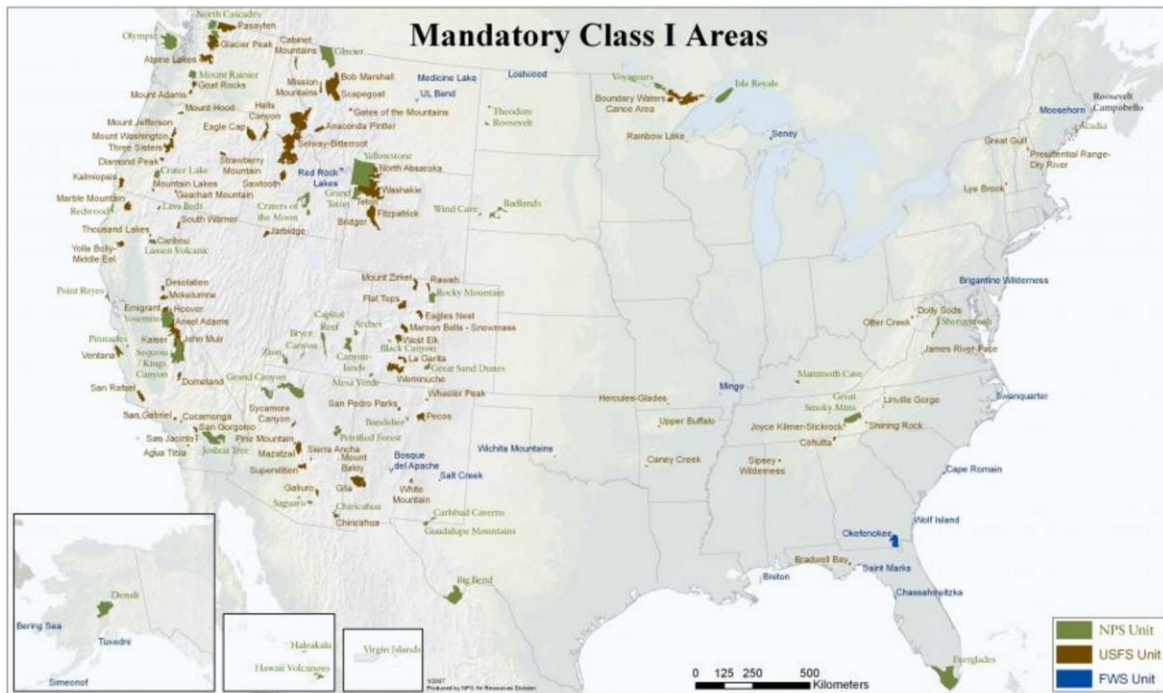 Mandatory Class I Areas
North Cascades
Pasayten
Olympic
Glacier Peak
Alpine Lakes
Mount Rainier
Goat Rocks
Mount Adams
Cabinet
Mountains
Glacier
Mission
Mountains
Bob Marshall
Scapegoat
Medicine Lake
UL Bend
Lostwood
Gates of the Mountains
Theodore
Roosevelt
Anaconda Pintler
Selway-Bitterroot
Mount Hood
Hells
Canyon
Eagle Cap
Mount Jefferson
Mount Washington
Three Sisters
Diamond Peak
Strawberry
Mountain
Sawtooth
Red Rock
Lakes
Yellowstone
North Absaroka
Washakie
Grand
Teton
Teton
Fitzpatrick
Bridger
Kalmiopsis
Crater Lake
Mountain Lakes
Gearhart Mountain
Marble Mountain
Redwood
Lava Beds
South Warner
Craters of
the Moon
Jarbidge
Thousand Lakes
Caribou
Lassen Volcanic
Yolla Bolly-
Middle Eel
Wind Cave
Badlands
Voyagours
Isle Royale
Boundary Waters
Canoe Area
Rainbow Lake
Seney
Moosehorn
Roosevelt
Campobello
Acadia
Great Gulf
Presidential Range-
Dry River
Lye Brook
Brigantine Wilderness
Point Reyes
Desolation
Mokelumne
Emigrant
Hoover
Yosemite
Ansel Adams
Kaiser
John Muir
Pinnacles
Ventana
Sequoia
/ Kings
Canyon
Domeland
San Rafael
San Gabriel
Cucamonga
San Gorgonio
San Jacinto
Agua Tibia
Joshua Tree
Mount Zirkel
Rawah
Flat Tops
Rocky Mountain
Eagles Nest
Maroon Bells - Snowmass
West Elk
Black Canyon
La Garita
Great Sand Dunes
Weminuche
Capitol
Reef
Arches
Bryce
Canyon
Zion
Canyon-
lands
Mesa Verde
Grand Canyon
Wheeler Peak
San Pedro Parks
Pecos
Bandelier
Sycamore
Canyon
Petrified Forest
Pine Mountain
Mazatzal
Sierra Ancha
Mount
Baldy
Superstition
Bosque
del Apache
Salt Creek
White
Mountain
Galiuro
Gila
Saguaro
Chiricahua
Chiricahua
Carlsbad Caverns
Guadalupe Mountains
Wichita Mountains
Big Bend
Hercules-Glades
Mingo
Upper Buffalo
Caney Creek
Mammoth Cave
Sipsey
Wilderness
Great
Smoky Mtns
Joyce Kilmer-Slickrock
Cohutta
Linville Gorge
Shining Rock
Dolly Sods
Otter Creek
Shenandoah
James River-Face
Swanquarter
Cape Romain
Wolf Island
Okefenokee
Bradwell Bay
Saint Marks
Breton
Chassahowitzka
Everglades
Denali
Bering Sea
Tuxedni
Simeonof
Haleakala
Hawaii Volcanoes
Virgin Islands
Produced by NPS Air Resources Division
0 125 250 500
Kilometers
NPS Unit
USFS Unit
FWS Unit